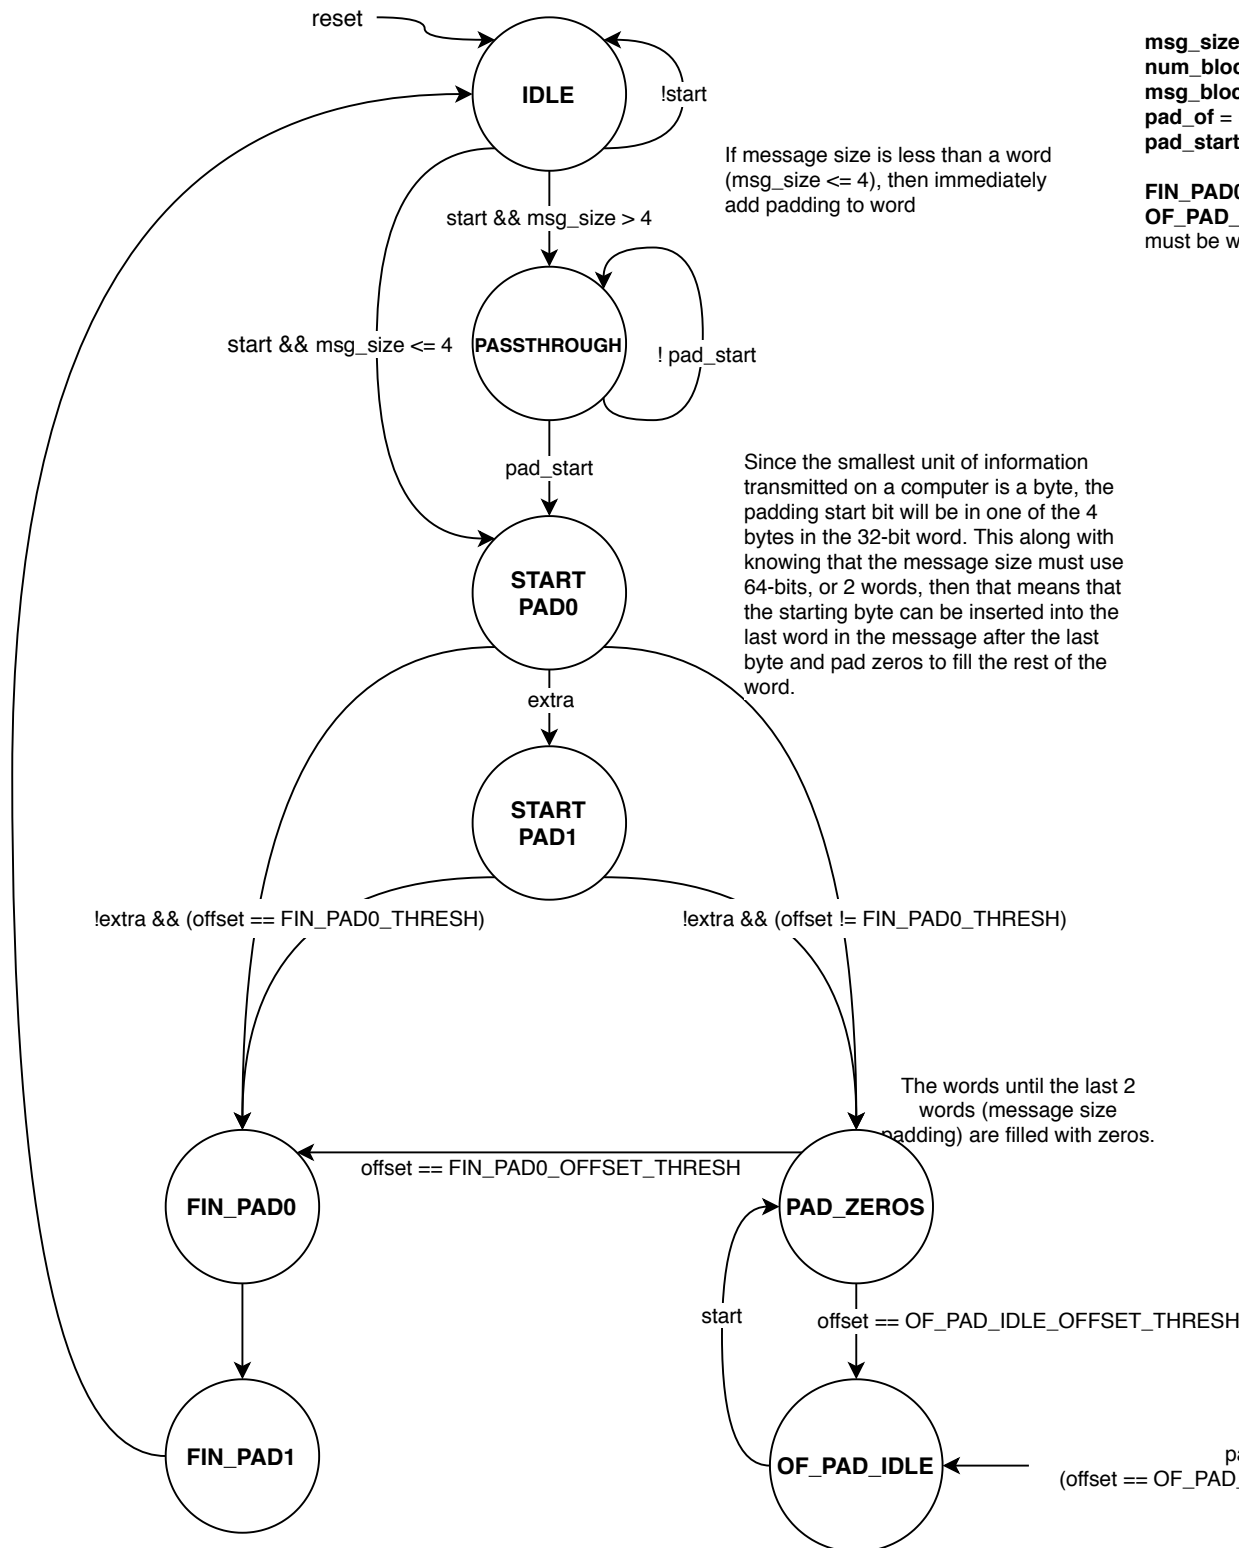 reset
IDLE
!start
msg_size
pad_of =
pad_start
If message size is less than a word
(msg_size <= 4), then immediately
add padding to word
must be
start && msg_size > 4
start && msg_size <= 4
PASSTHROUGH
! pad_start
pad_start
Since the smallest unit of information
transmitted on a computer is a byte, the
padding start bit will be in one of the 4
bytes in the 32-bit word. This along with
knowing that the message size must use
64-bits, or 2 words, then that means that
the starting byte can be inserted into the
last word in the message after the last
byte and pad zeros to fill the rest of the
word.
START
PAD0
extra
START
PAD1
!extra && (offset == FIN_PAD0_THRESH)
!extra && (offset != FIN_PAD0_THRESH)
The words until the last 2
words (message size
padding) are filled with zeros.
offset == FIN_PAD0_OFFSET_THRESH
FIN_PAD0
PAD_ZEROS
start
offset == OF_PAD_IDLE_OFFSET_THRESH
FIN_PAD1
OF_PAD_IDLE
(offset ==